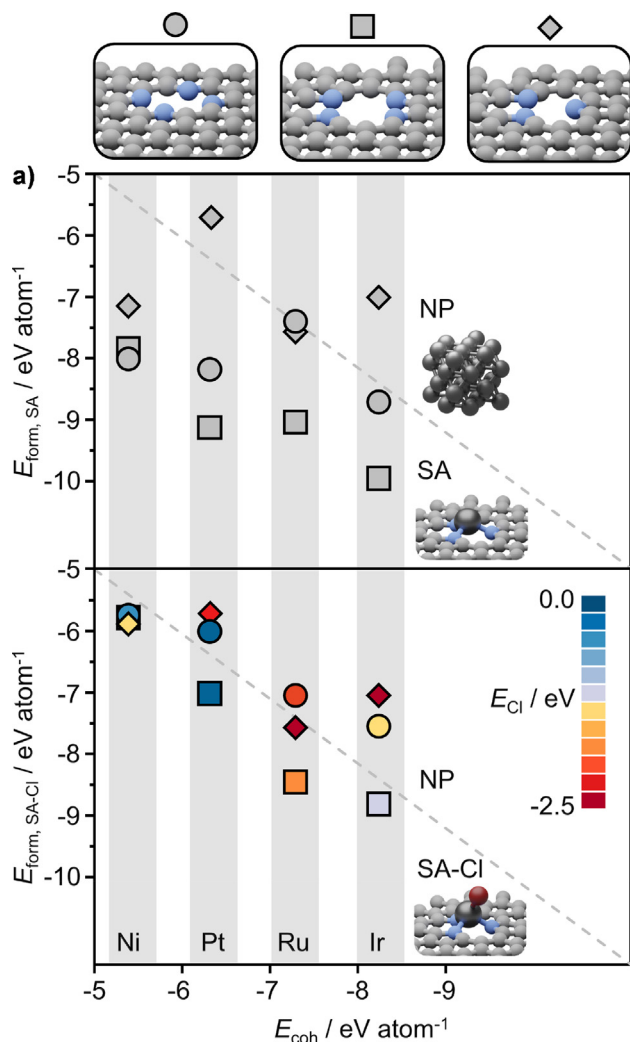 a)
-5
-6
-7
-8
-9
-10
E_form, SA / eV atom⁻¹
NP
SA
-5
-6
-7
-8
-9
-10
E_form, SA-Cl / eV atom⁻¹
0.0
E_Cl / eV
-2.5
NP
SA-Cl
Ni Pt Ru Ir
-5 -6 -7 -8 -9
E_coh / eV atom⁻¹